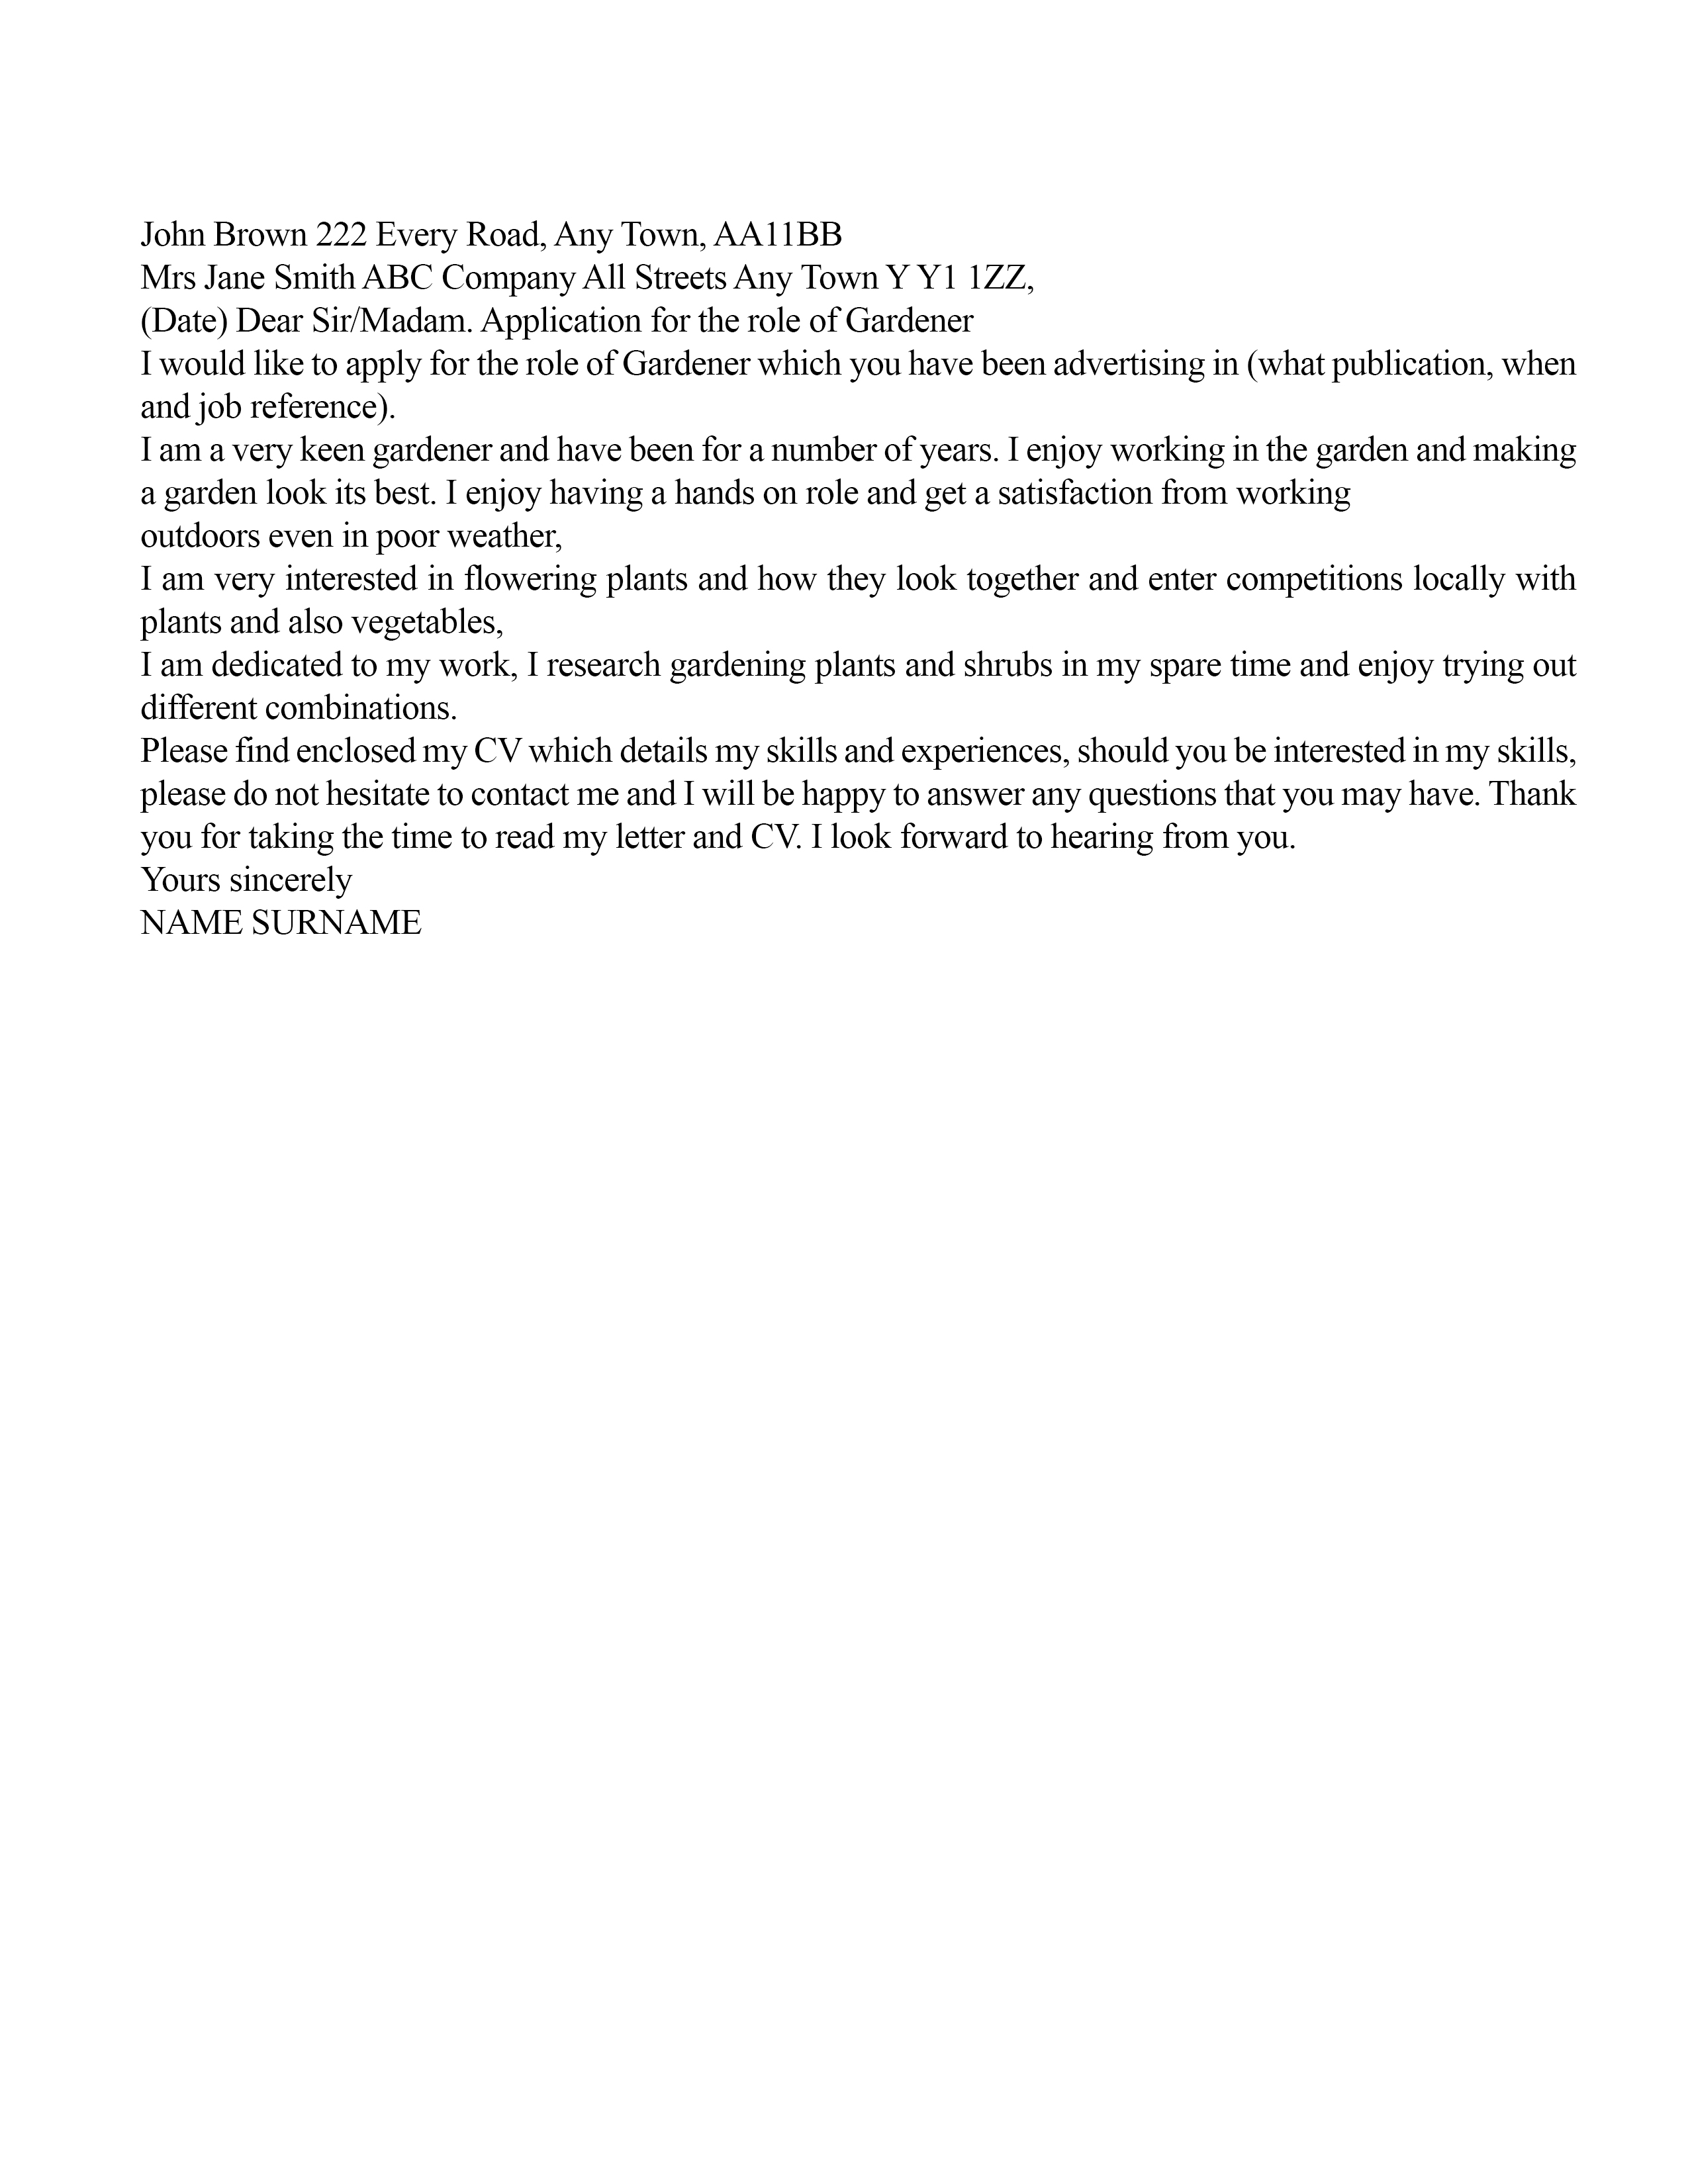 John Brown 222 Every Road, Any Town, AA11BB
Mrs Jane Smith ABC Company All Streets Any Town Y Y1 1ZZ,
(Date) Dear Sir/Madam. Application for the role of Gardener
I would like to apply for the role of Gardener which you have been advertising in (what publication, when
and job reference).
I am a very keen gardener and have been for a number of years. I enjoy working in the garden and making
a garden look its best. I enjoy having a hands on role and get a satisfaction from working
outdoors even in poor weather,
I am very interested in flowering plants and how they look together and enter competitions locally with
plants and also vegetables,
I am dedicated to my work, I research gardening plants and shrubs in my spare time and enjoy trying out
different combinations.
Please find enclosed my CV which details my skills and experiences, should you be interested in my skills,
please do not hesitate to contact me and I will be happy to answer any questions that you may have. Thank
you for taking the time to read my letter and CV. I look forward to hearing from you.
Yours sincerely
NAME SURNAME